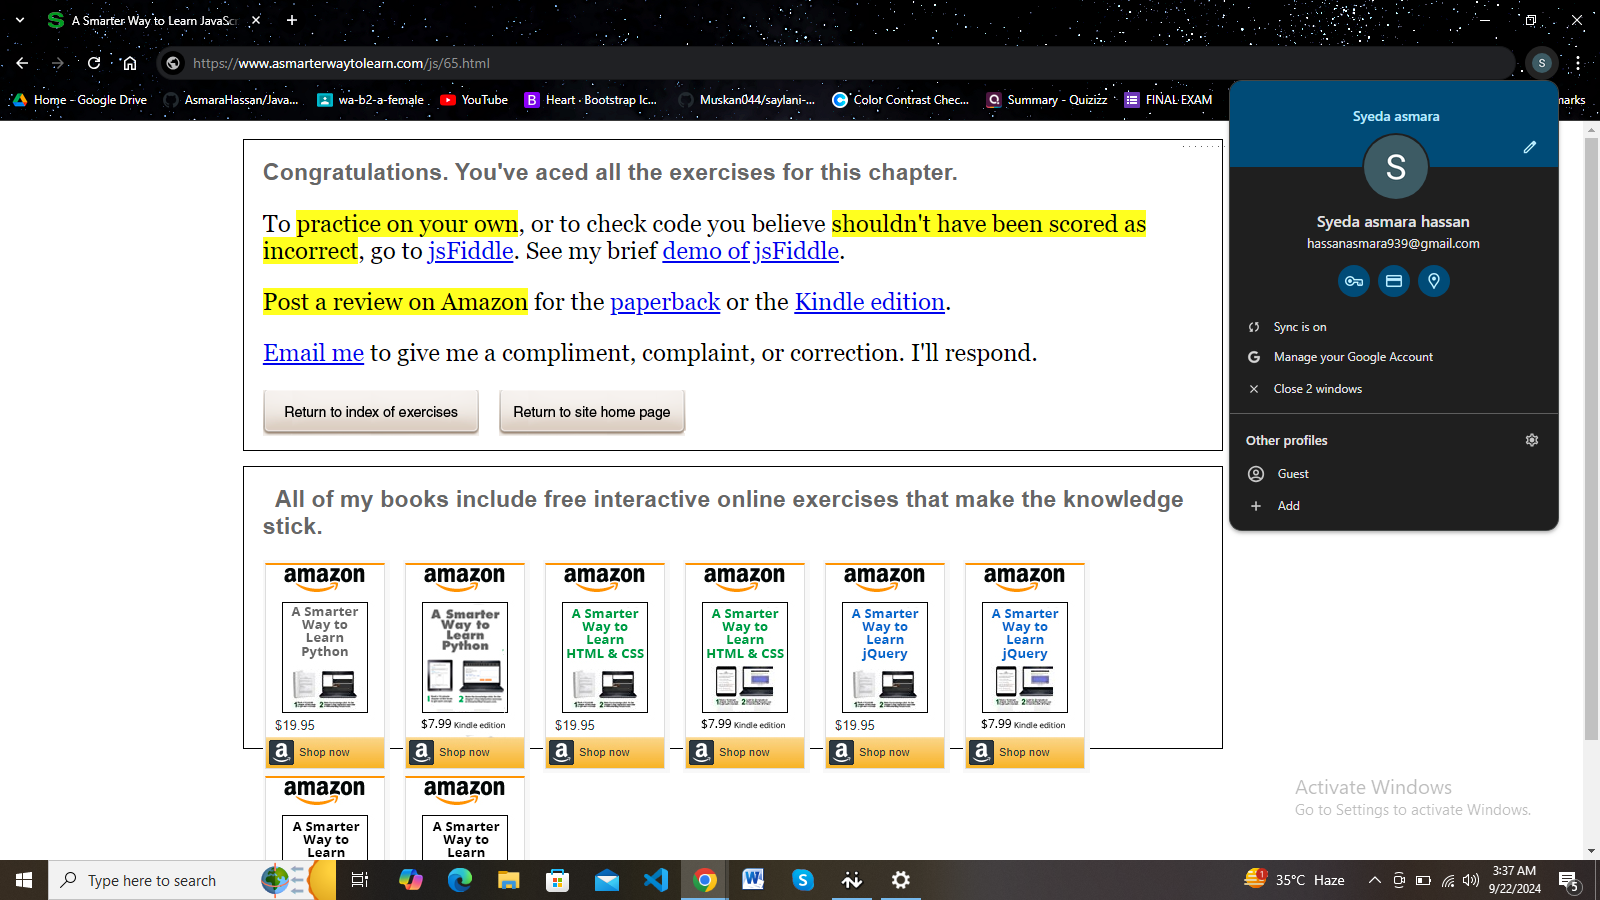 A Smarter Way to Learn JavaScr
https://www.asmarterwaytolearn.com/js/65.html
S
Home - Google Drive
AsmaraHassan/Java...
wa-b2-a-female
YouTube
B
Heart · Bootstrap Ic...
Muskan044/saylani-...
Color Contrast Chec...
Summary - Quizizz
FINAL EXAM
marks
Syeda asmara
S
Syeda asmara hassan
hassanasmara939@gmail.com
Sync is on
Manage your Google Account
Close 2 windows
Other profiles
Guest
Add
Congratulations. You've aced all the exercises for this chapter.
To practice on your own, or to check code you believe shouldn't have been scored as
incorrect, go to jsFiddle. See my brief demo of jsFiddle.
Post a review on Amazon for the paperback or the Kindle edition.
Email me to give me a compliment, complaint, or correction. I'll respond.
Return to index of exercises
Return to site home page
All of my books include free interactive online exercises that make the knowledge
stick.
amazon
A Smarter
Way to
Learn
Python
$19.95
a Shop now
amazon
A Smarter
Way to
Learn
Python
$7.99 Kindle edition
a Shop now
amazon
A Smarter
Way to
Learn
HTML & CSS
$19.95
a Shop now
amazon
A Smarter
Way to
Learn
HTML & CSS
$7.99 Kindle edition
a Shop now
amazon
A Smarter
Way to
Learn
jQuery
$19.95
a Shop now
amazon
A Smarter
Way to
Learn
jQuery
$7.99 Kindle edition
a Shop now
amazon
A Smarter
Way to
Learn
amazon
A Smarter
Way to
Learn
Activate Windows
Go to Settings to activate Windows.
Type here to search
35°C Haze
3:37 AM
9/22/2024
5